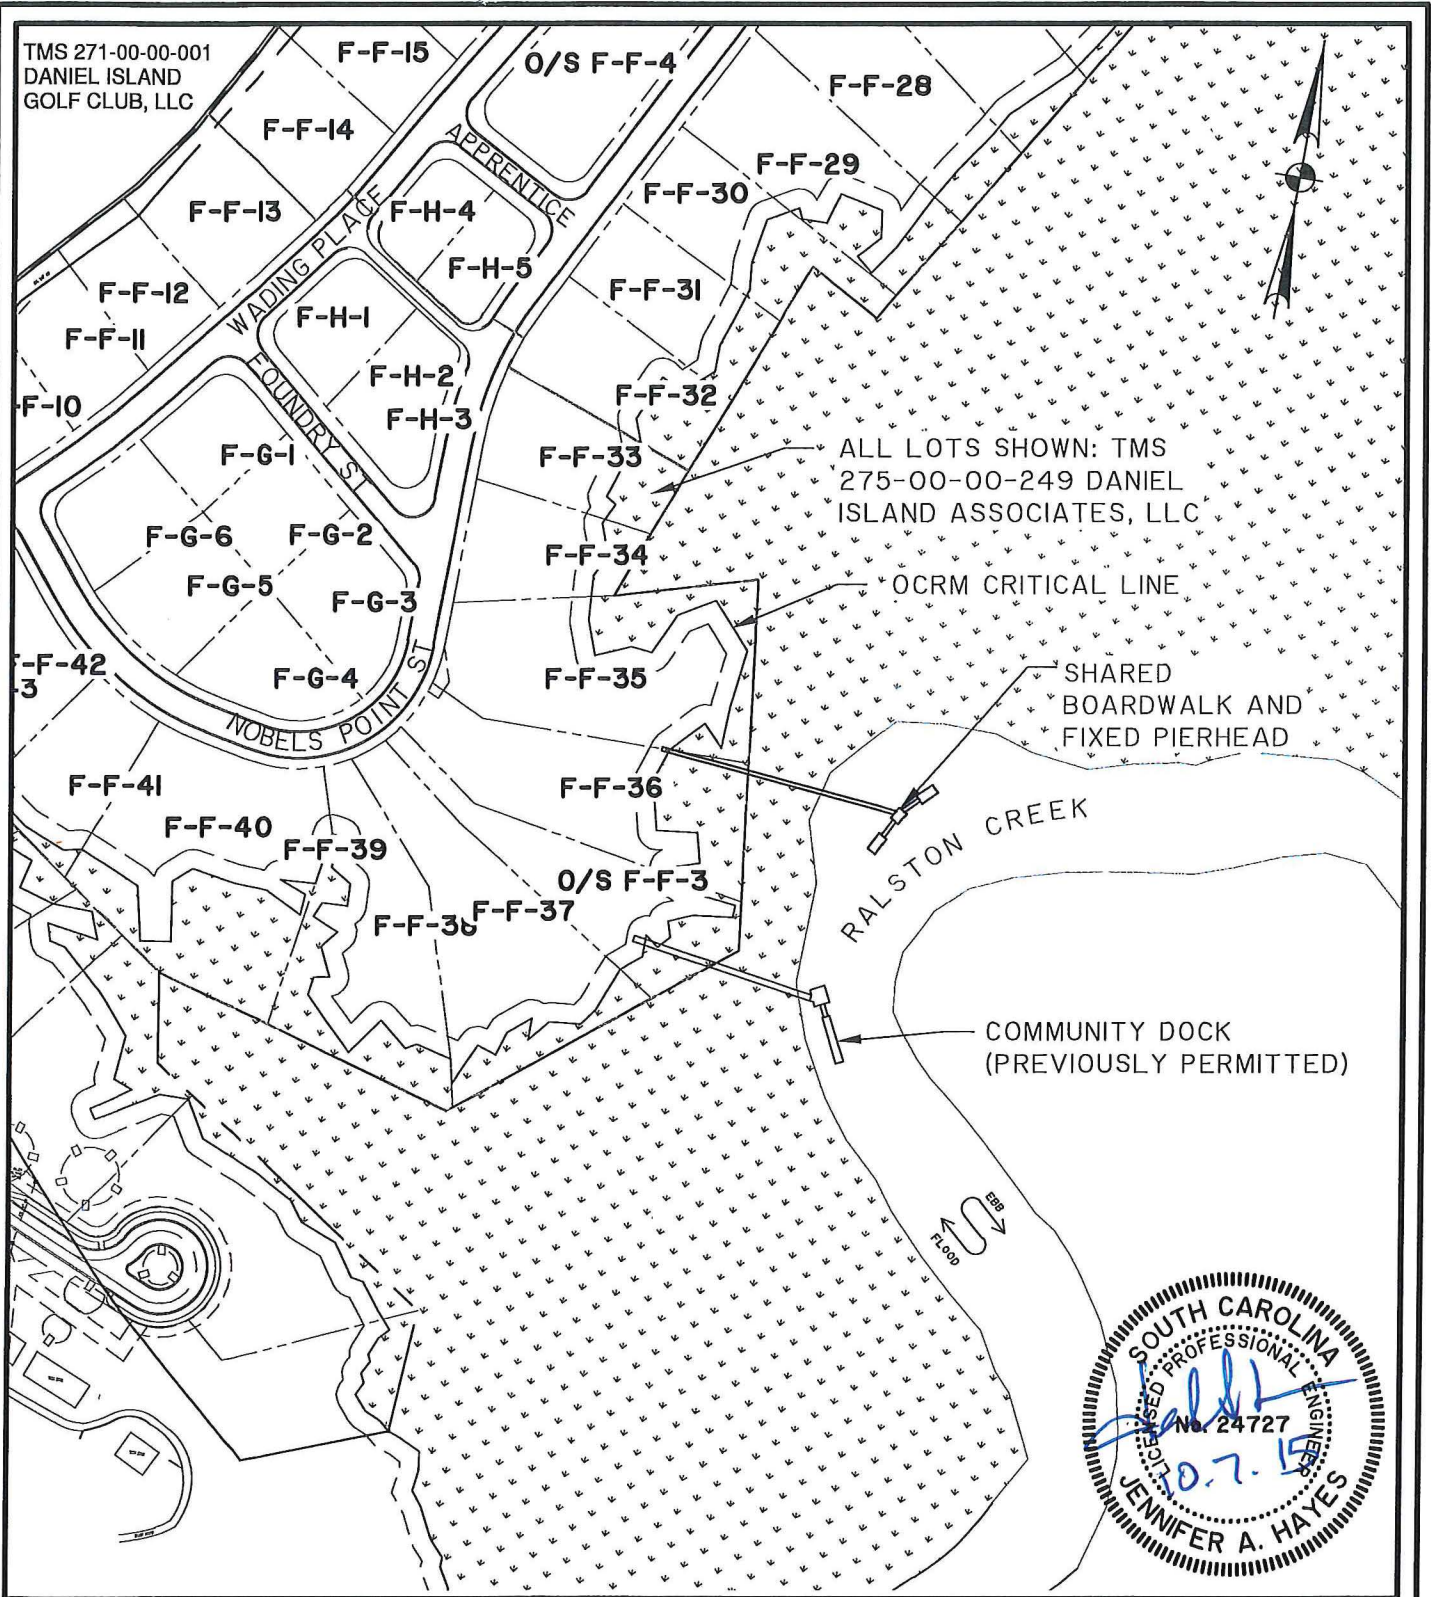 TMS 271-00-00-001
DANIEL ISLAND
GOLF CLUB, LLC
F-F-15
O/S F-F-4
F-F-28
F-F-14
APPRENTICE
F-F-29
F-F-30
F-F-13
F-H-4
WADING PLACE
F-H-5
F-F-12
F-F-31
F-H-1
F-F-11
F-H-2
F-F-32
FOUNDRY ST
F-F-10
F-H-3
F-G-1
F-F-33
ALL LOTS SHOWN: TMS
275-00-00-249 DANIEL
ISLAND ASSOCIATES, LLC
F-G-6
F-G-2
F-F-34
F-G-5
OCRM CRITICAL LINE
F-G-3
F-F-42
-3
F-G-4
F-F-35
SHARED
BOARDWALK AND
FIXED PIERHEAD
NOBELS POINT ST
F-F-41
F-F-36
F-F-40
RALSTON CREEK
F-F-39
O/S F-F-3
F-F-38
F-F-37
COMMUNITY DOCK
(PREVIOUSLY PERMITTED)
EBB
FLOOD
SOUTH CAROLINA
LICENSED PROFESSIONAL ENGINEER
No. 24727
10.7.15
JENNIFER A. HAYES